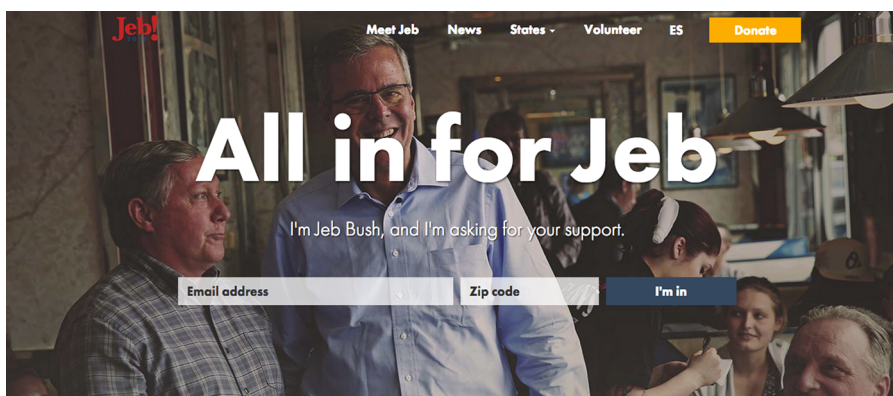 Jeb!
Meet Jeb News States Volunteer ES Donate
All in for Jeb
I'm Jeb Bush, and I'm asking for your support.
Email address Zip code I'm in